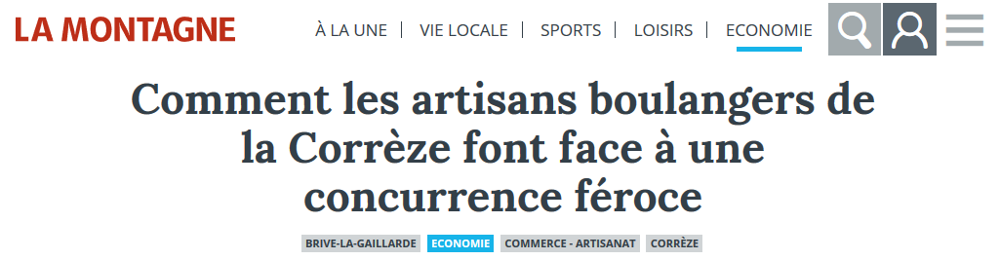 LA MONTAGNE À LA UNE VIE LOCALE SPORTS LOISIRS ECONOMIE
Comment les artisans boulangers de
la Corrèze font face à une
concurrence féroce
BRIVE-LA-GAILLARDE ECONOMIE COMMERCE - ARTISANAT CORRÈZE